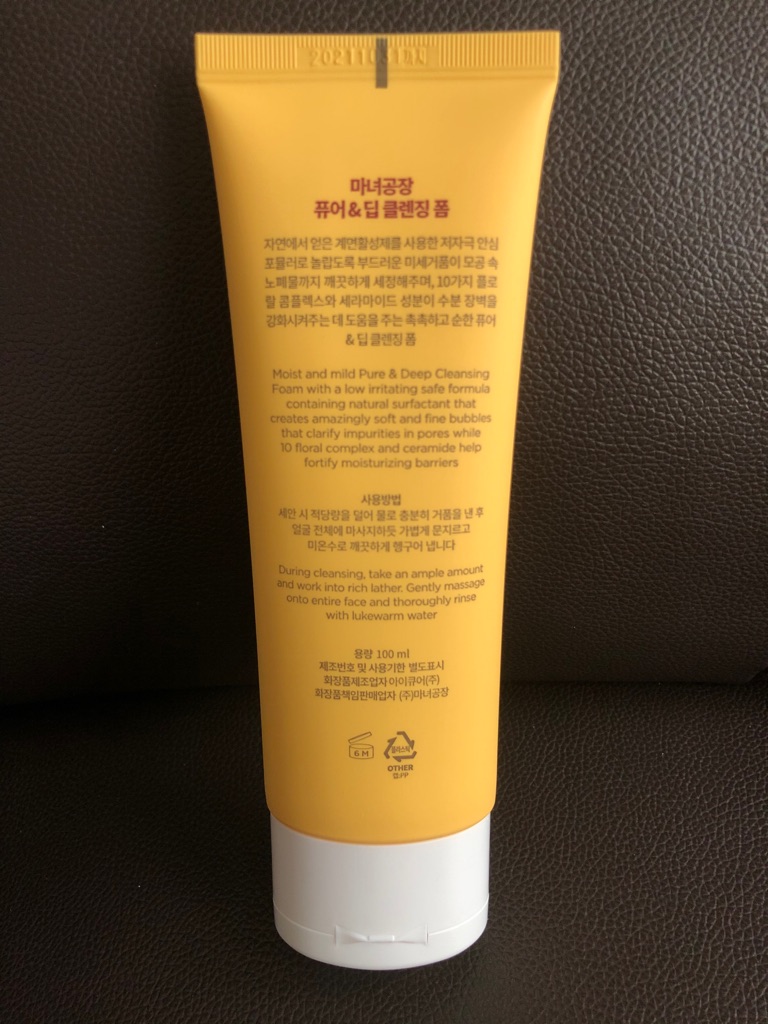 20211031까지
마녀공장
퓨어 & 딥 클렌징 폼
자연에서 얻은 계면활성제를 사용한 저자극 안심
포뮬러로 놀랍도록 부드러운 미세거품이 모공 속
노폐물까지 깨끗하게 세정해주며, 10가지 플로
랄 콤플렉스와 세라마이드 성분이 수분 장벽을
강화시켜주는 데 도움을 주는 촉촉하고 순한 퓨어
& 딥 클렌징 폼
Moist and mild Pure & Deep Cleansing
Foam with a low irritating safe formula
containing natural surfactant that
creates amazingly soft and fine bubbles
that clarify impurities in pores while
10 floral complex and ceramide help
fortify moisturizing barriers
사용방법
세안 시 적당량을 덜어 물로 충분히 거품을 낸 후
얼굴 전체에 마사지하듯 가볍게 문지르고
미온수로 깨끗하게 헹구어 냅니다
During cleansing, take an ample amount
and work into rich lather. Gently massage
onto entire face and thoroughly rinse
with lukewarm water
용량 100 ml
제조번호 및 사용기한 별도표시
화장품제조업자 아이큐어(주)
화장품책임판매업자 (주)마녀공장
6 M
플라스틱
OTHER
캡:PP